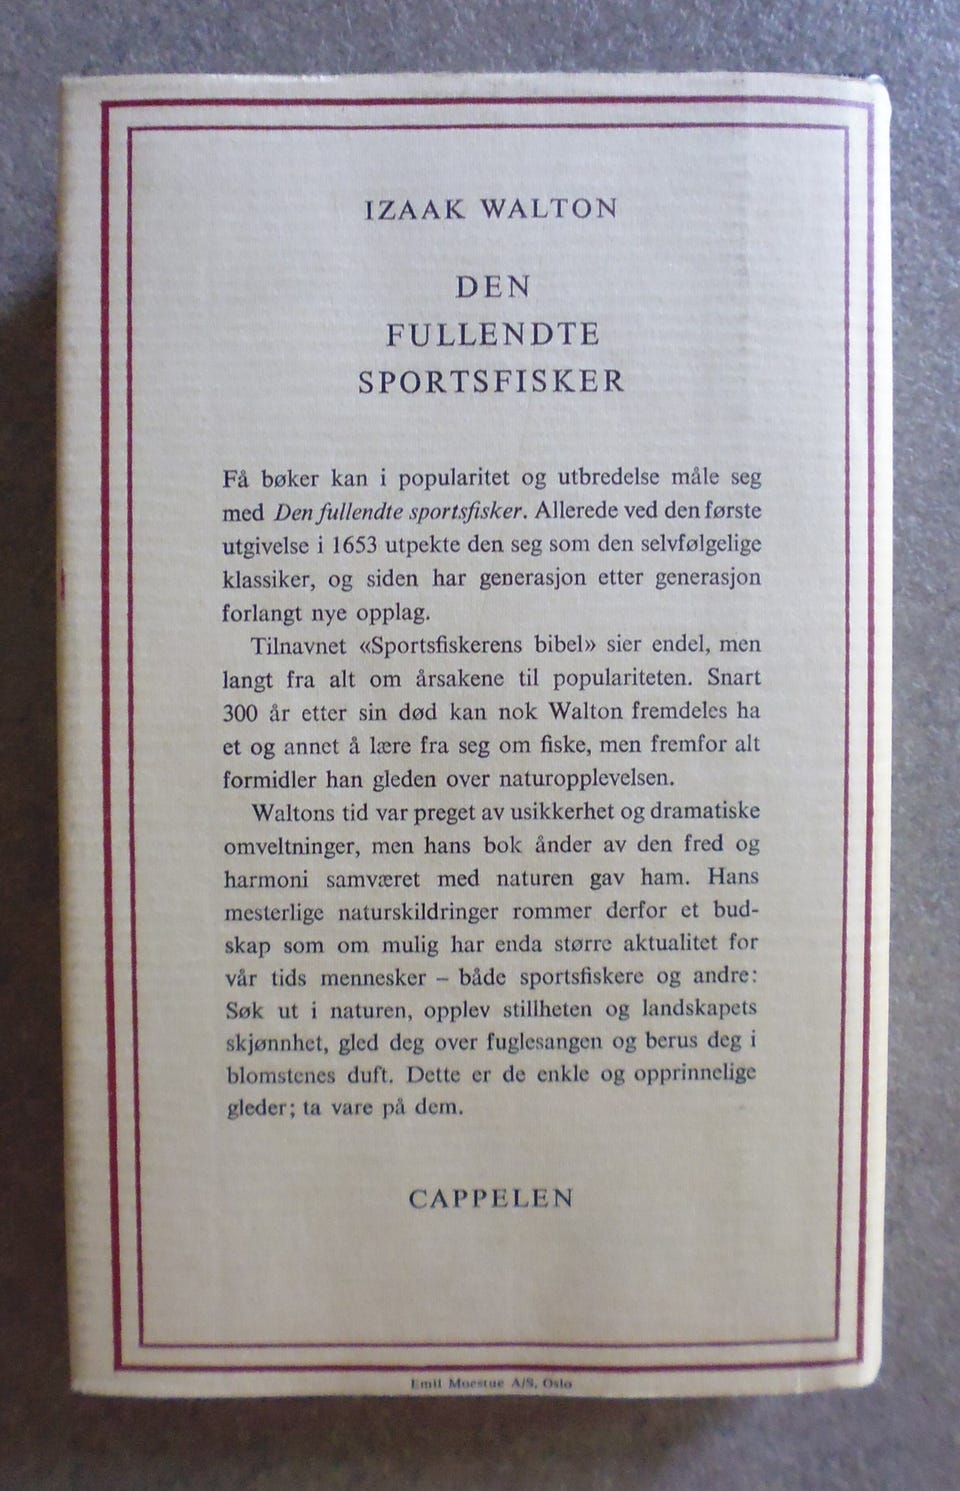 IZAAK WALTON
DEN
FULLENDTE
SPORTSFISKER
Få bøker kan i popularitet og utbredelse måle seg
med Den fullendte sportsfisker. Allerede ved den første
utgivelse i 1653 utpekte den seg som den selvfølgelige
klassiker, og siden har generasjon etter generasjon
forlangt nye opplag.
Tilnavnet «Sportsfiskerens bibel» sier endel, men
langt fra alt om årsakene til populariteten. Snart
300 år etter sin død kan nok Walton fremdeles ha
et og annet å lære fra seg om fiske, men fremfor alt
formidler han gleden over naturopplevelsen.
Waltons tid var preget av usikkerhet og dramatiske
omveltninger, men hans bok ånder av den fred og
harmoni samværet med naturen gav ham. Hans
mesterlige naturskildringer rommer derfor et bud-
skap som om mulig har enda større aktualitet for
vår tids mennesker – både sportsfiskere og andre:
Søk ut i naturen, opplev stillheten og landskapets
skjønnhet, gled deg over fuglesangen og berus deg i
blomstenes duft. Dette er de enkle og opprinnelige
gleder; ta vare på dem.
CAPPELEN
Emil Moestue A/S, Oslo